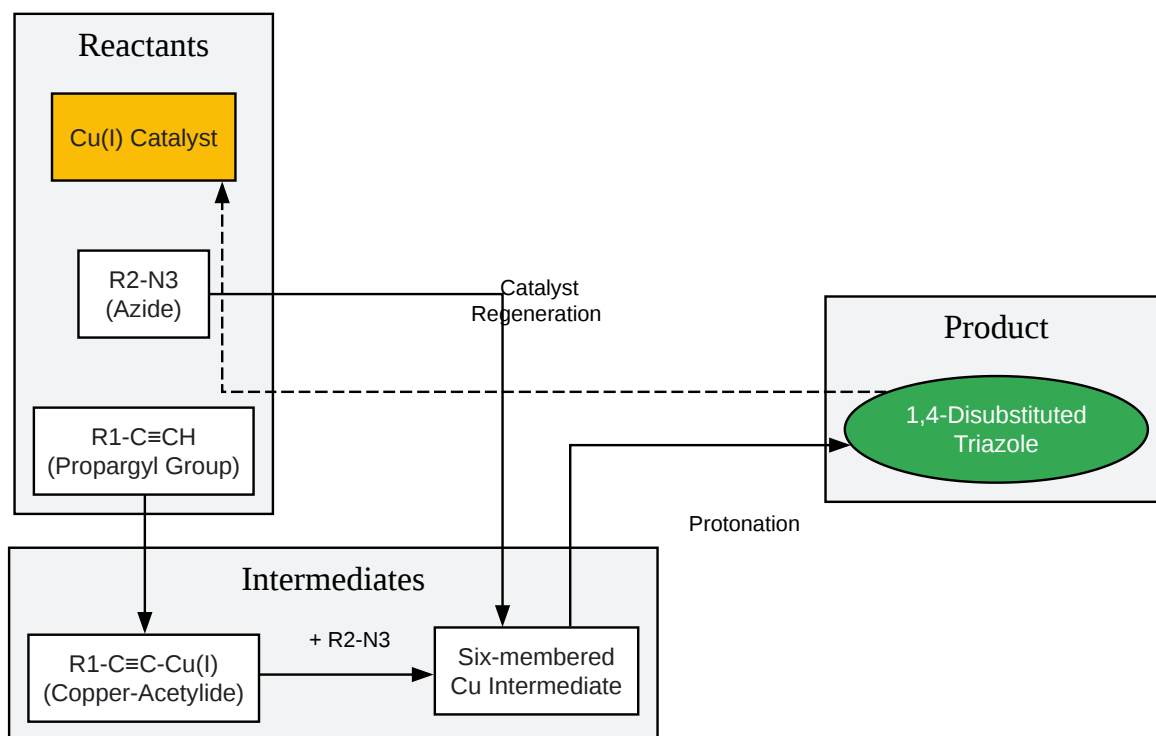 Reactants
Cu(I) Catalyst
R2-N3
(Azide)
R1-C≡CH
(Propargyl Group)
Catalyst
Regeneration
Product
1,4-Disubstituted
Triazole
Protonation
Intermediates
R1-C≡C-Cu(I)
(Copper-Acetylide)
+ R2-N3
Six-membered
Cu Intermediate